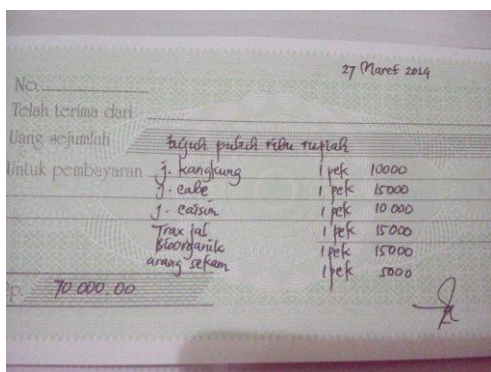 27 Maret 2014
No.
Telah terima dari
Uang sejumlah tujuh puluh ribu rupiah
Untuk pembayaran j. kangkung 1 pek 10000
j. cabe 1 pek 15000
j. caisim 1 pek 10 000
Trax jal 1 pek 15000
Bioorganik 1 pek 15000
arang sekam 1 pek 5000
Rp. 70 000.00